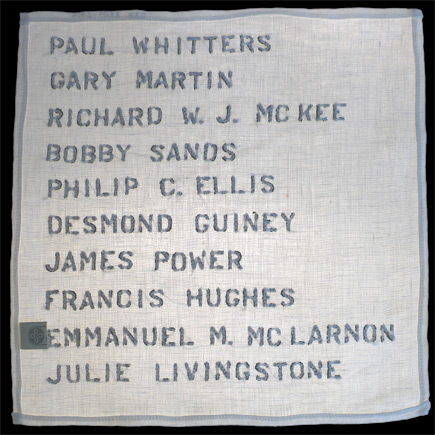 PAUL WHITTERS
GARY MARTIN
RICHARD W. J. MC KEE
BOBBY SANDS
PHILIP C. ELLIS
DESMOND GUINEY
JAMES POWER
FRANCIS HUGHES
EMMANUEL M. MC LARNON
JULIE LIVINGSTONE